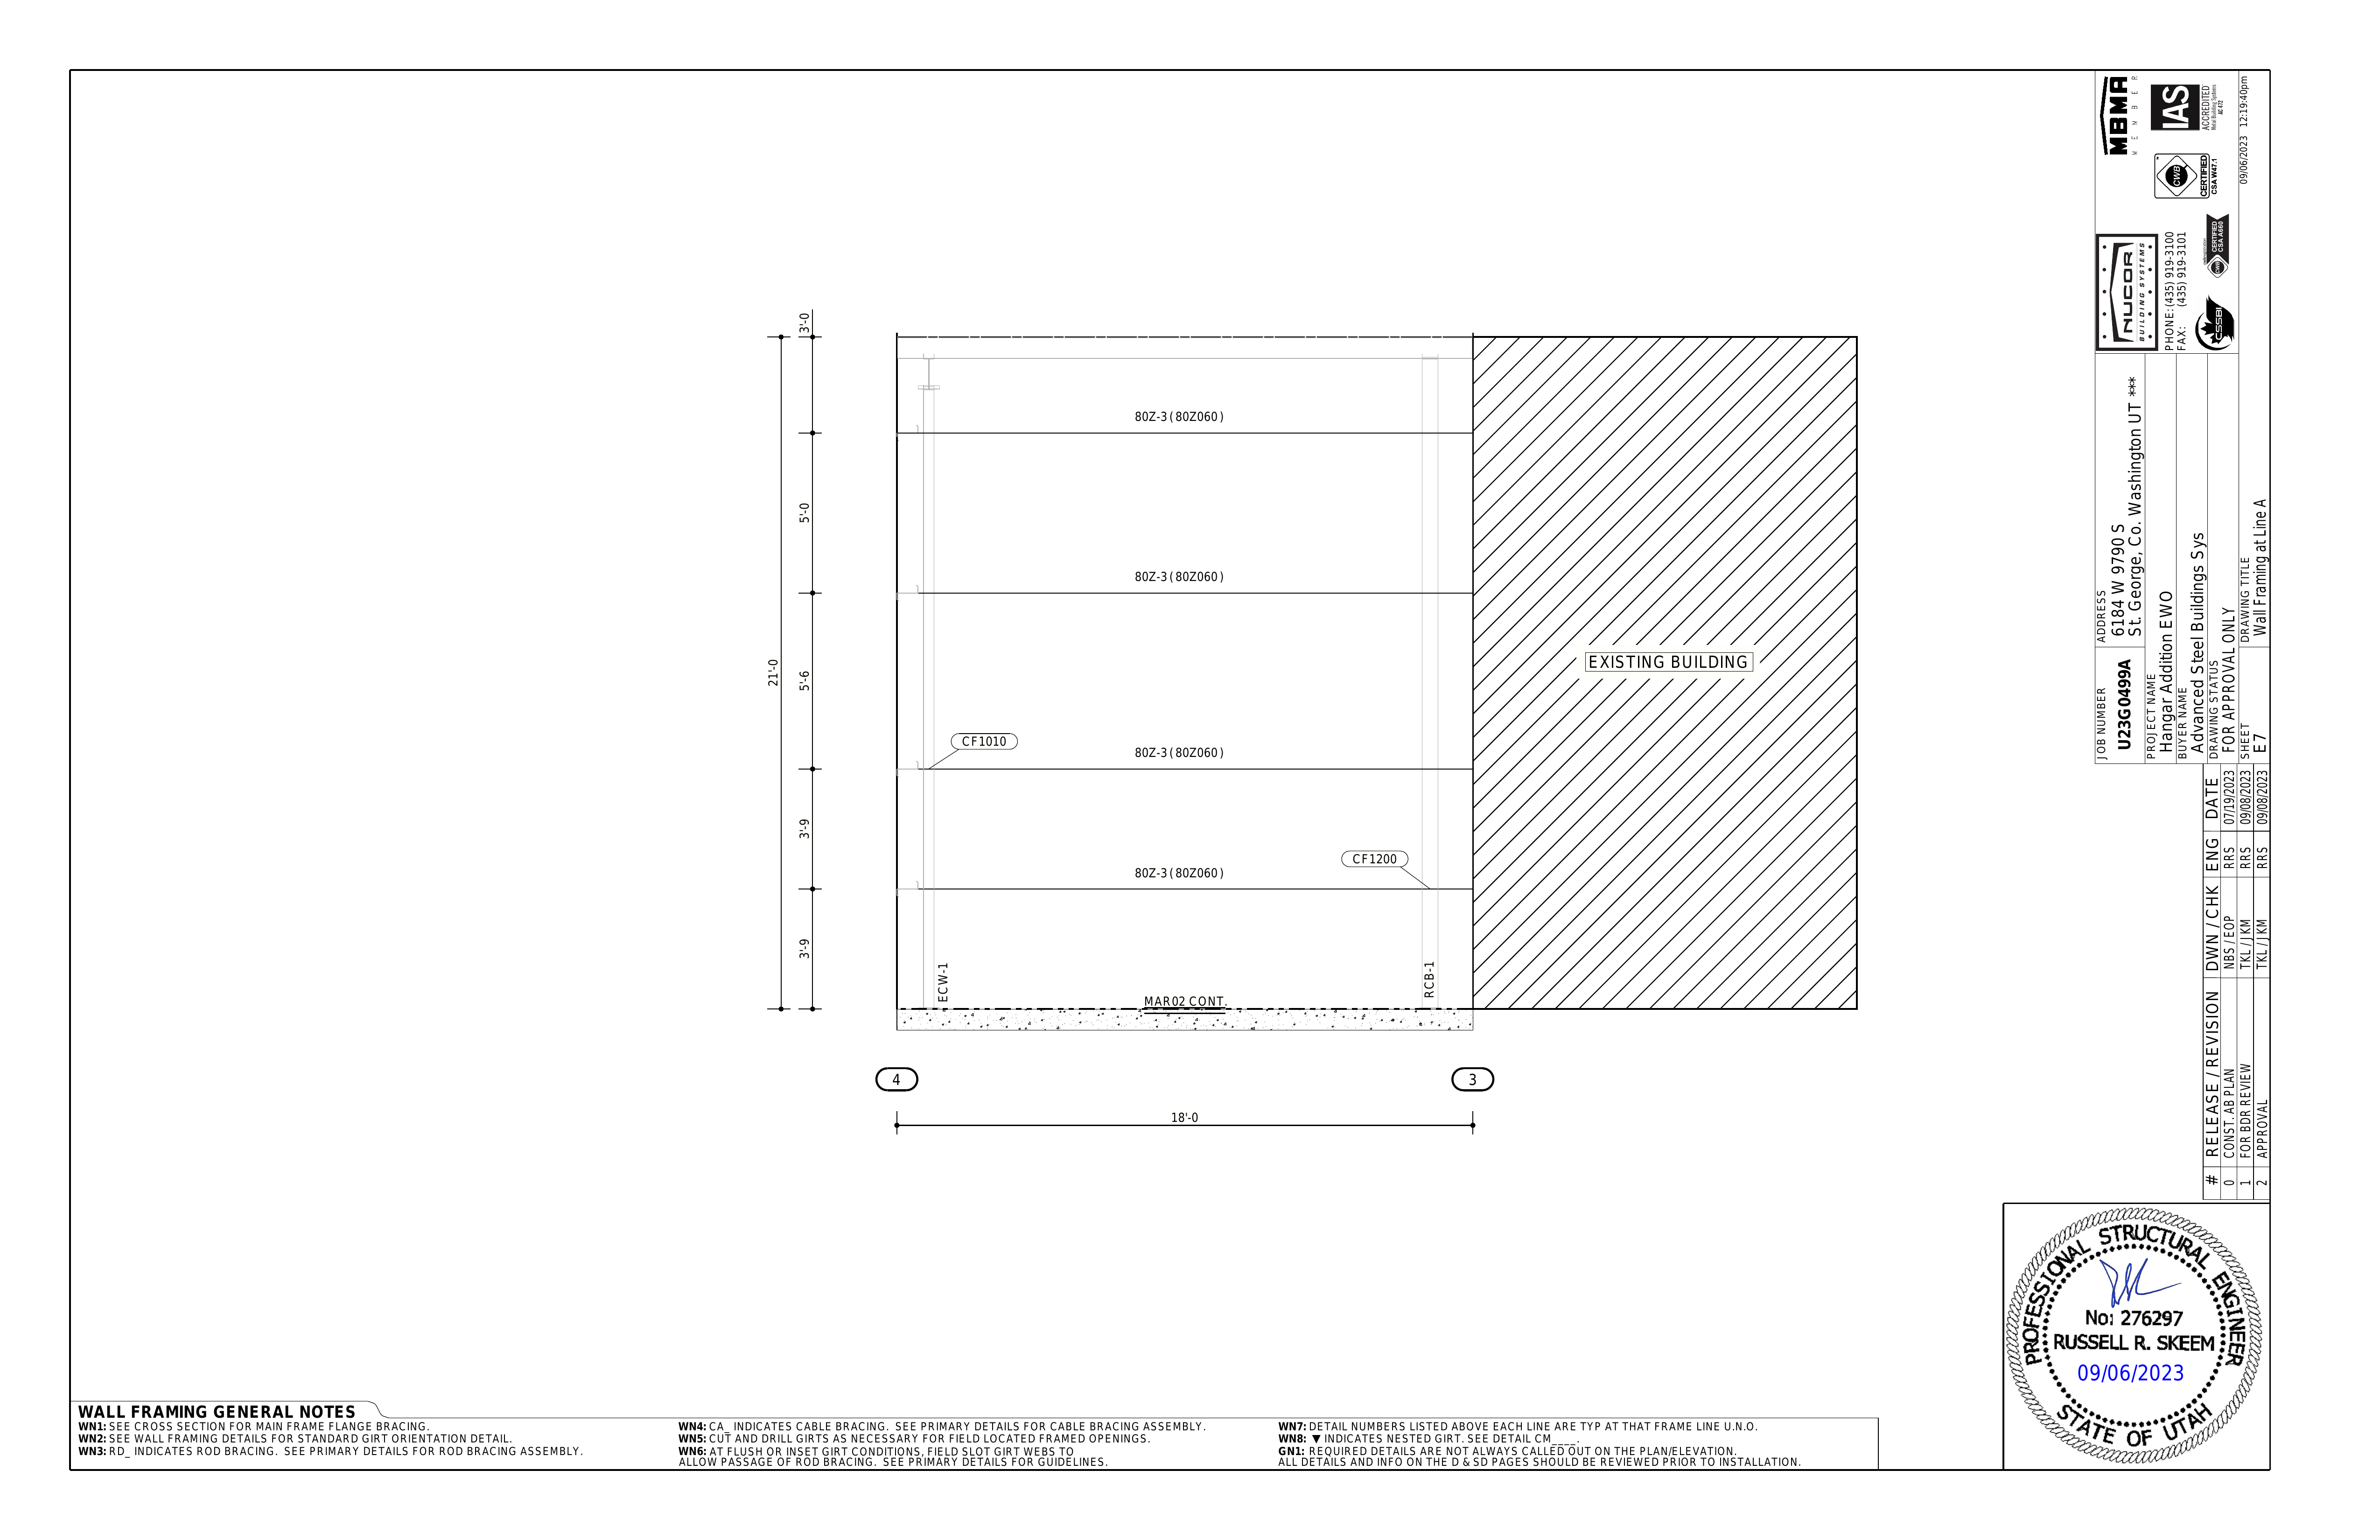 3'-0
5'-0
5'-6
3'-9
3'-9
21'-0
80Z-3 (80Z060)
80Z-3 (80Z060)
80Z-3 (80Z060)
80Z-3 (80Z060)
CF1010
CF1200
ECW-1
RCB-1
MAR02 CONT.
EXISTING BUILDING
4
3
18'-0
WALL FRAMING GENERAL NOTES
WN1: SEE CROSS SECTION FOR MAIN FRAME FLANGE BRACING.
WN2: SEE WALL FRAMING DETAILS FOR STANDARD GIRT ORIENTATION DETAIL.
WN3: RD_ INDICATES ROD BRACING. SEE PRIMARY DETAILS FOR ROD BRACING ASSEMBLY.
WN4: CA_ INDICATES CABLE BRACING. SEE PRIMARY DETAILS FOR CABLE BRACING ASSEMBLY.
WN5: CUT AND DRILL GIRTS AS NECESSARY FOR FIELD LOCATED FRAMED OPENINGS.
WN6: AT FLUSH OR INSET GIRT CONDITIONS, FIELD SLOT GIRT WEBS TO
ALLOW PASSAGE OF ROD BRACING. SEE PRIMARY DETAILS FOR GUIDELINES.
WN7: DETAIL NUMBERS LISTED ABOVE EACH LINE ARE TYP AT THAT FRAME LINE U.N.O.
WN8: ▼ INDICATES NESTED GIRT. SEE DETAIL CM____.
GN1: REQUIRED DETAILS ARE NOT ALWAYS CALLED OUT ON THE PLAN/ELEVATION.
ALL DETAILS AND INFO ON THE D & SD PAGES SHOULD BE REVIEWED PRIOR TO INSTALLATION.
MBMA
MEMBER
IAS
ACCREDITED
Metal Building Systems
AC 472
CWB
CERTIFIED
CSA W47.1
NUCOR
BUILDING SYSTEMS
PHONE: (435) 919-3100
FAX: (435) 919-3101
CWB
CERTIFIED
CSA A660
CSSBI
09/06/2023 12:19:40pm
JOB NUMBER
U23G0499A
ADDRESS
6184 W 9790 S
St. George, Co. Washington UT ***
PROJECT NAME
Hangar Addition EWO
BUYER NAME
Advanced Steel Buildings Sys
DRAWING STATUS
FOR APPROVAL ONLY
SHEET
E7
DRAWING TITLE
Wall Framing at Line A
# RELEASE / REVISION DWN / CHK ENG DATE
0 CONST. AB PLAN NBS / EOP RRS 07/19/2023
1 FOR BDR REVIEW TKL / JKM RRS 09/08/2023
2 APPROVAL TKL / JKM RRS 09/08/2023
PROFESSIONAL STRUCTURAL ENGINEER
No: 276297
RUSSELL R. SKEEM
09/06/2023
STATE OF UTAH